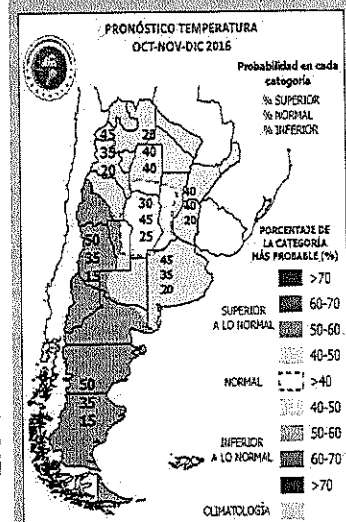 PRONÓSTICO TEMPERATURA
OCT-NOV-DIC 2016
Probabilidad en cada
categoría
% SUPERIOR
% NORMAL
% INFERIOR
45
35
20
25
40
40
40
40
20
30
45
25
50
35
15
45
35
20
50
35
15
PORCENTAJE DE
LA CATEGORÍA
MÁS PROBABLE (%)
>70
60-70
SUPERIOR
A LO NORMAL
50-60
40-50
NORMAL
>40
40-50
50-60
INFERIOR
A LO NORMAL
60-70
>70
CLIMATOLOGÍA